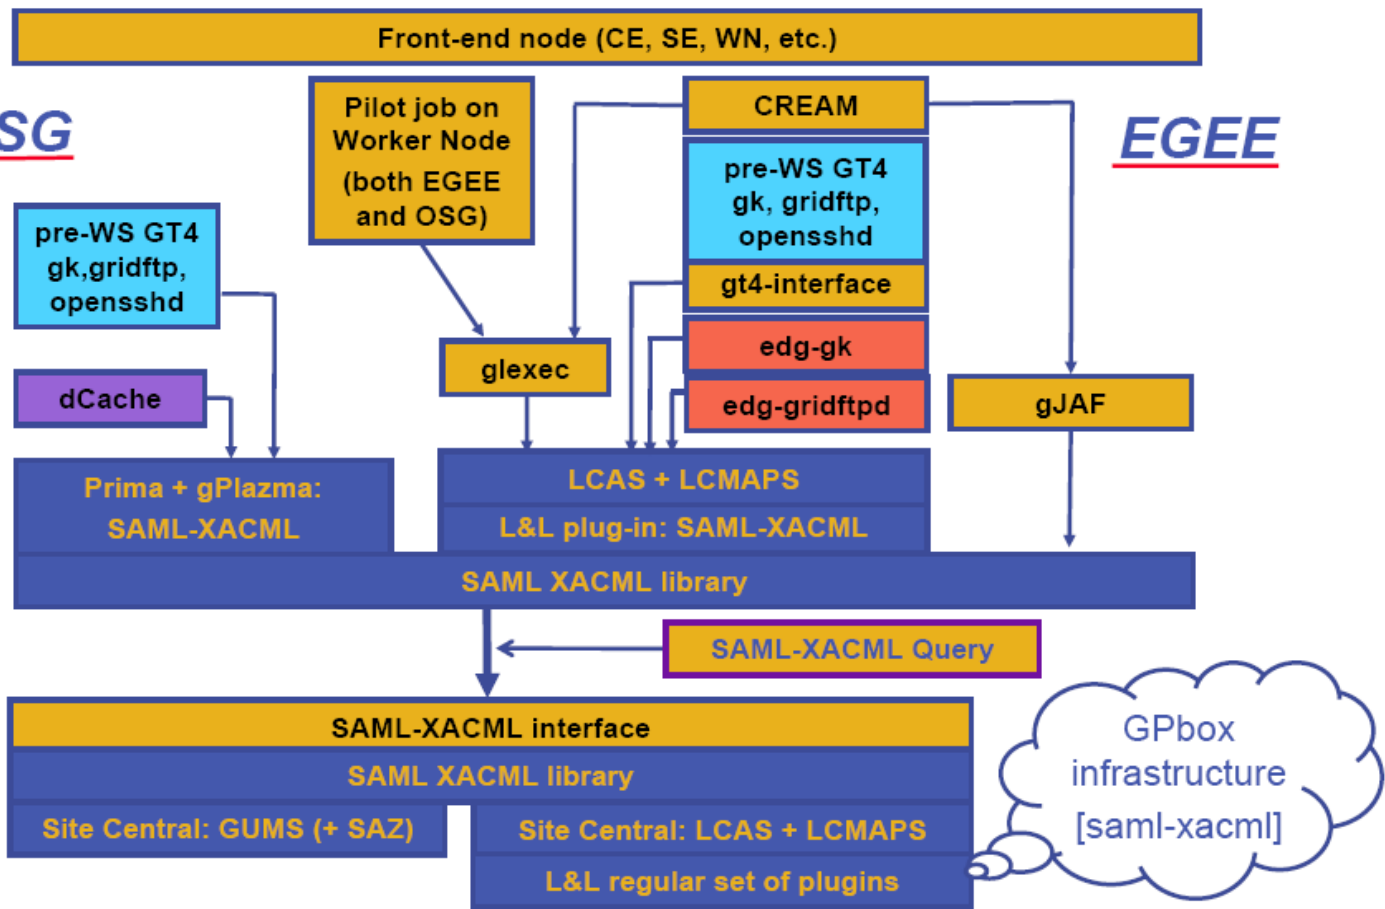 Front-end node (CE, SE, WN, etc.)
SG
EGEE
Pilot job on
Worker Node
(both EGEE
and OSG)
CREAM
pre-WS GT4
gk, gridftp,
opensshd
gt4-interface
edg-gk
edg-gridftpd
pre-WS GT4
gk,gridftp,
opensshd
dCache
glexec
gJAF
Prima + gPlazma:
SAML-XACML
LCAS + LCMAPS
L&L plug-in: SAML-XACML
SAML XACML library
SAML-XACML Query
SAML-XACML interface
SAML XACML library
Site Central: GUMS (+ SAZ)
Site Central: LCAS + LCMAPS
L&L regular set of plugins
GPbox
infrastructure
[saml-xacml]